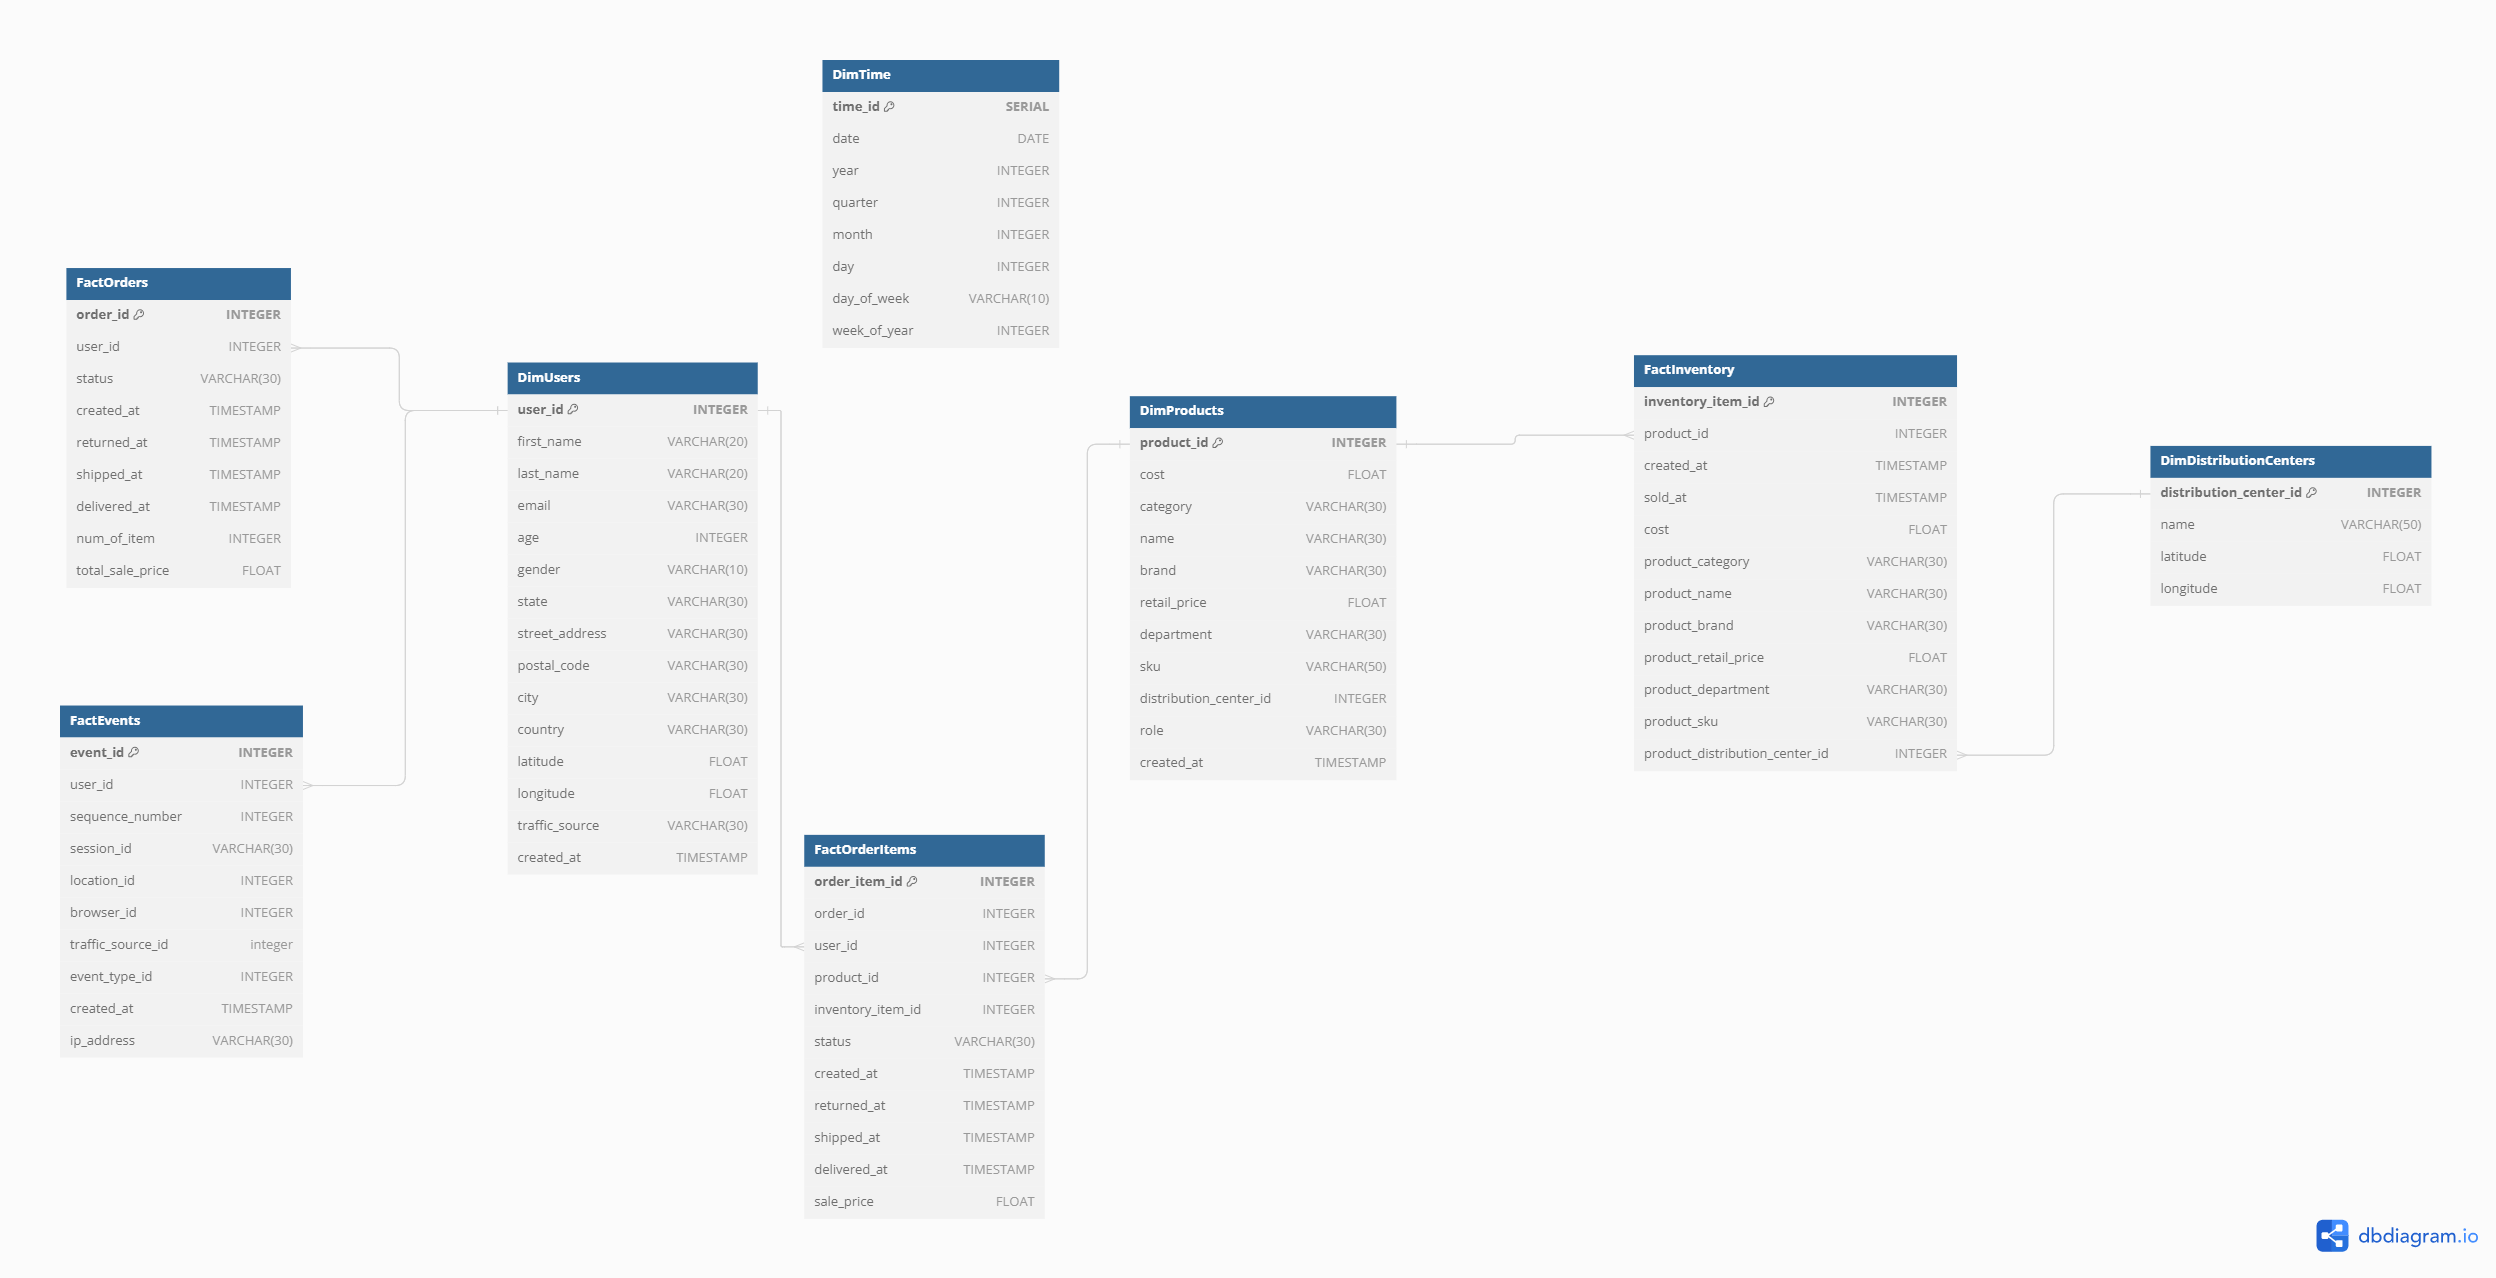 DimTime
time_id SERIAL
date DATE
year INTEGER
quarter INTEGER
month INTEGER
day INTEGER
day_of_week VARCHAR(10)
week_of_year INTEGER
FactOrders
order_id INTEGER
user_id INTEGER
status VARCHAR(30)
created_at TIMESTAMP
returned_at TIMESTAMP
shipped_at TIMESTAMP
delivered_at TIMESTAMP
num_of_item INTEGER
total_sale_price FLOAT
DimUsers
user_id INTEGER
first_name VARCHAR(20)
last_name VARCHAR(20)
email VARCHAR(30)
age INTEGER
gender VARCHAR(10)
state VARCHAR(30)
street_address VARCHAR(30)
postal_code VARCHAR(30)
city VARCHAR(30)
country VARCHAR(30)
latitude FLOAT
longitude FLOAT
traffic_source VARCHAR(30)
created_at TIMESTAMP
DimProducts
product_id INTEGER
cost FLOAT
category VARCHAR(30)
name VARCHAR(30)
brand VARCHAR(30)
retail_price FLOAT
department VARCHAR(30)
sku VARCHAR(50)
distribution_center_id INTEGER
role VARCHAR(30)
created_at TIMESTAMP
FactInventory
inventory_item_id INTEGER
product_id INTEGER
created_at TIMESTAMP
sold_at TIMESTAMP
cost FLOAT
product_category VARCHAR(30)
product_name VARCHAR(30)
product_brand VARCHAR(30)
product_retail_price FLOAT
product_department VARCHAR(30)
product_sku VARCHAR(30)
product_distribution_center_id INTEGER
DimDistributionCenters
distribution_center_id INTEGER
name VARCHAR(50)
latitude FLOAT
longitude FLOAT
FactEvents
event_id INTEGER
user_id INTEGER
sequence_number INTEGER
session_id VARCHAR(30)
location_id INTEGER
browser_id INTEGER
traffic_source_id integer
event_type_id INTEGER
created_at TIMESTAMP
ip_address VARCHAR(30)
FactOrderItems
order_item_id INTEGER
order_id INTEGER
user_id INTEGER
product_id INTEGER
inventory_item_id INTEGER
status VARCHAR(30)
created_at TIMESTAMP
returned_at TIMESTAMP
shipped_at TIMESTAMP
delivered_at TIMESTAMP
sale_price FLOAT
dbdiagram.io